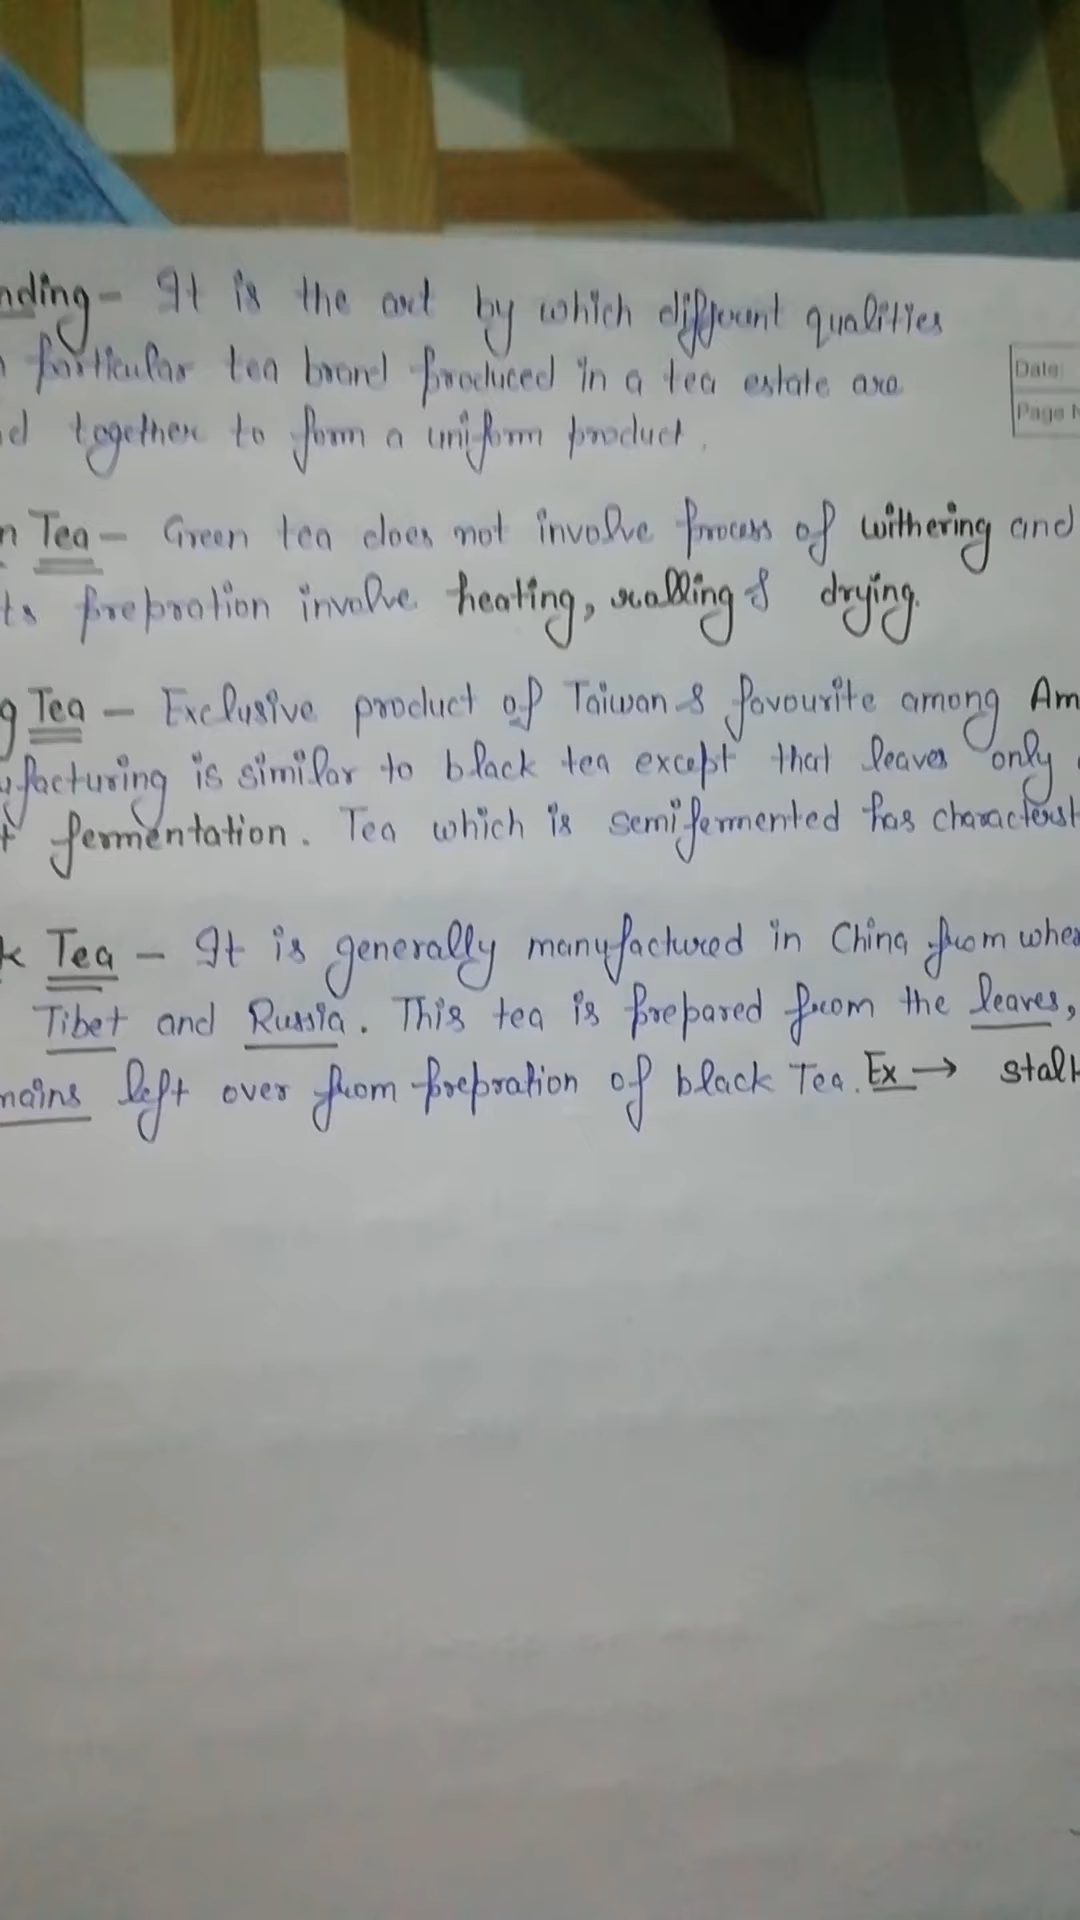 nding- It is the art by which different qualities
particular tea brand produced in a tea estate are
Date:
Page N
d together to form a uniform product.
n Tea- Green tea does not involve process of withering and
ts prepration involve heating, rolling & drying.
g Tea - Exclusive product of Taiwan & favourite among Am
ufacturing is similar to black tea except that leaves only
t fermentation. Tea which is semifermented has characterst
k Tea - It is generally manufactured in China from whe
Tibet and Russia. This tea is prepared from the leaves,
mains left over from prepration of black Tea. Ex → stalk